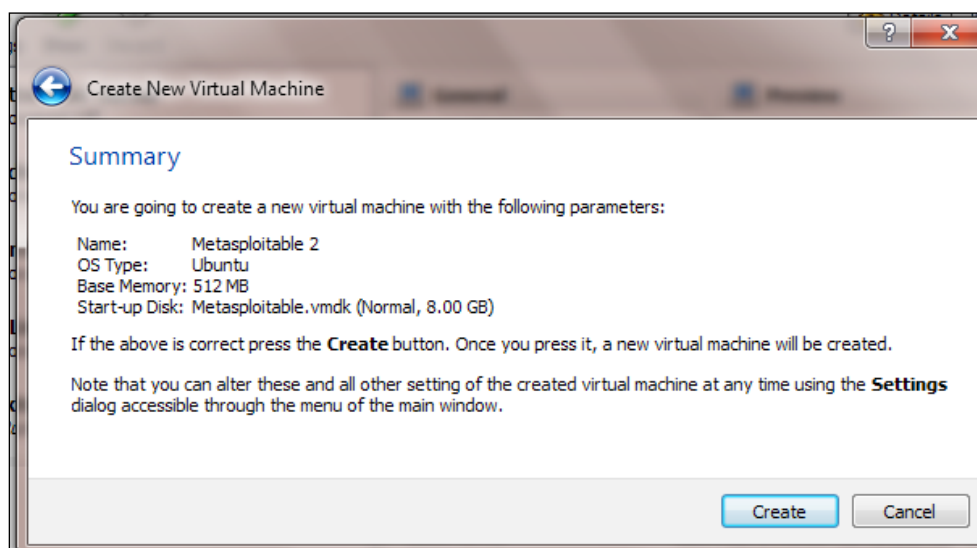 Create New Virtual Machine
General
Preview
Summary
You are going to create a new virtual machine with the following parameters:
Name: Metasploitable 2
OS Type: Ubuntu
Base Memory: 512 MB
Start-up Disk: Metasploitable.vmdk (Normal, 8.00 GB)
If the above is correct press the Create button. Once you press it, a new virtual machine will be created.
Note that you can alter these and all other setting of the created virtual machine at any time using the Settings
dialog accessible through the menu of the main window.
Create
Cancel